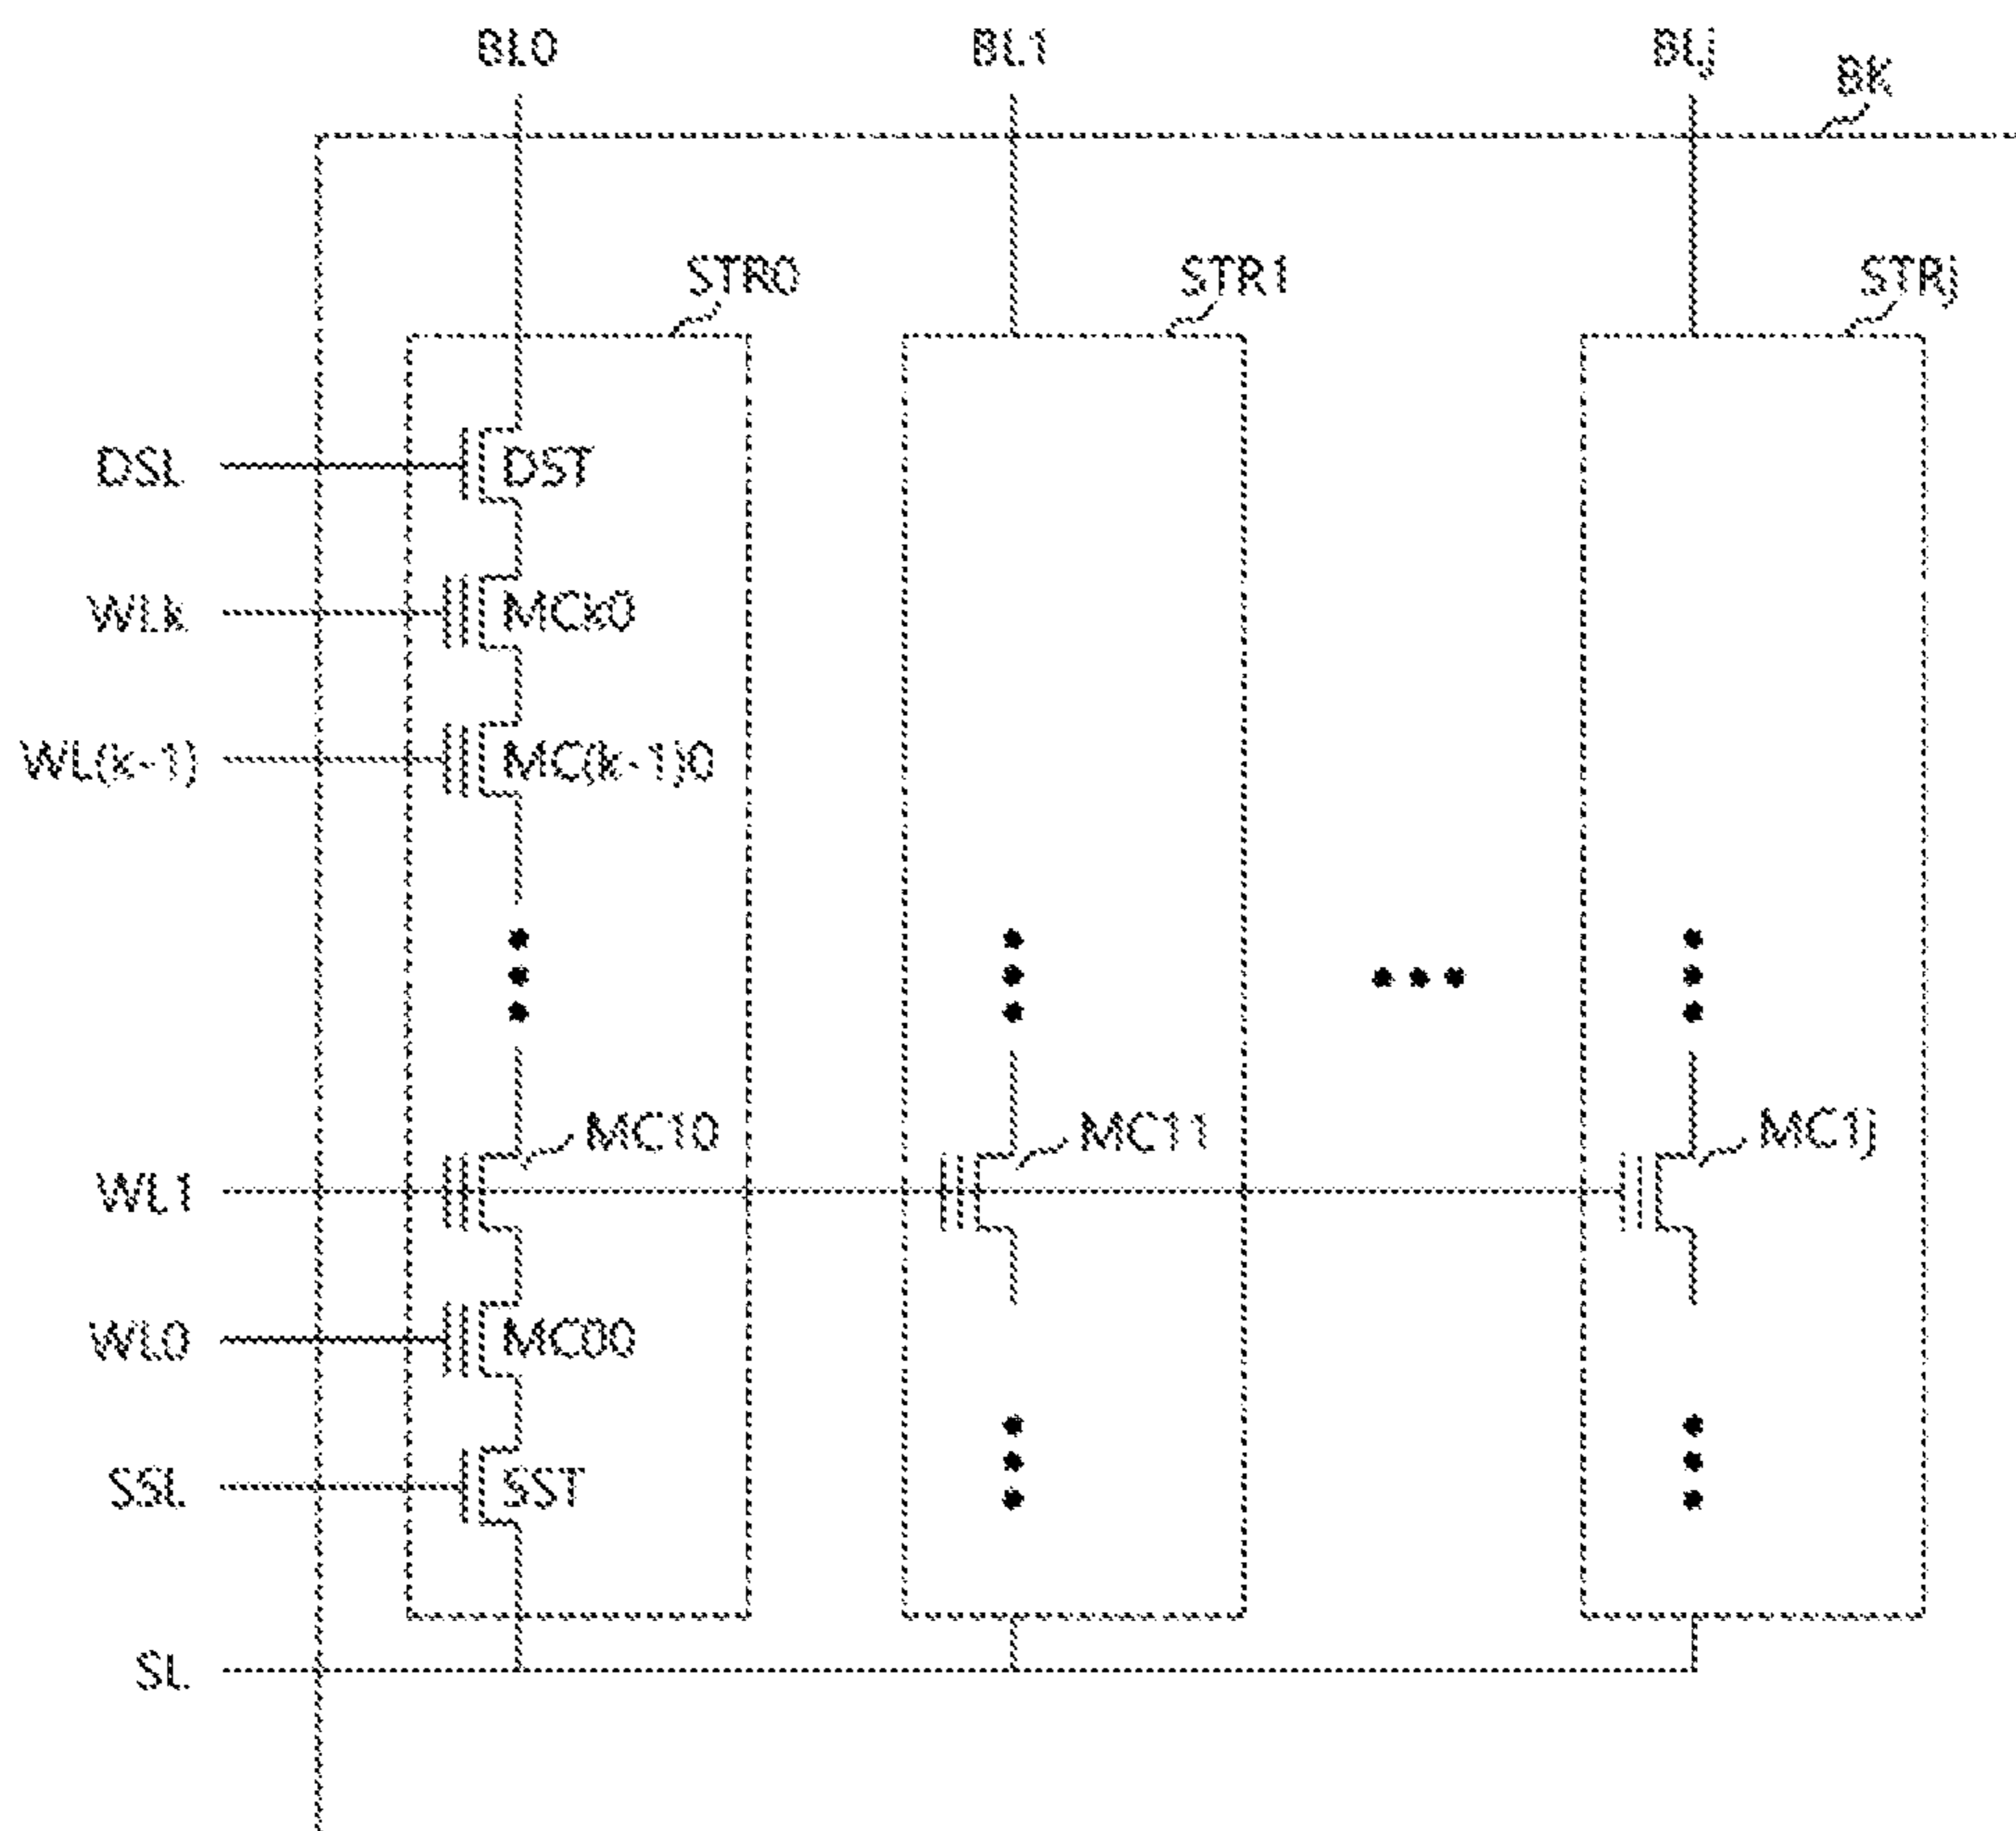 BL0 BL1 BLj
BK
STR0 STR1 STRj
DSL DST
WLk MCk0
WL(k-1) MC(k-1)0
MC10 MC11 MC1j
WL1
WL0 MC00
SSL SST
SL